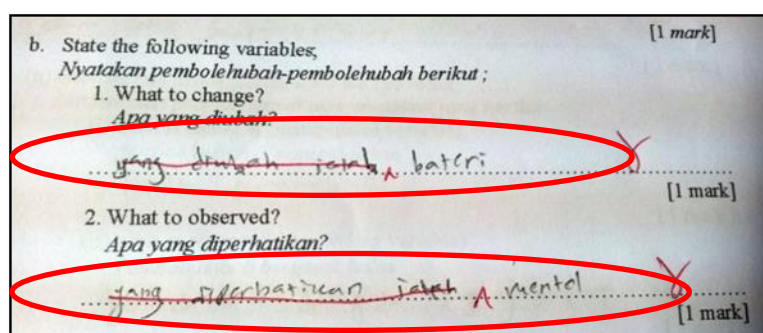 [1 mark]
b. State the following variables;
Nyatakan pembolehubah-pembolehubah berikut ;
1. What to change?
Apa yang diubah?
yang diubah ialah bateri
[1 mark]
2. What to observed?
Apa yang diperhatikan?
yang diperhatikan ialah mentol
[1 mark]